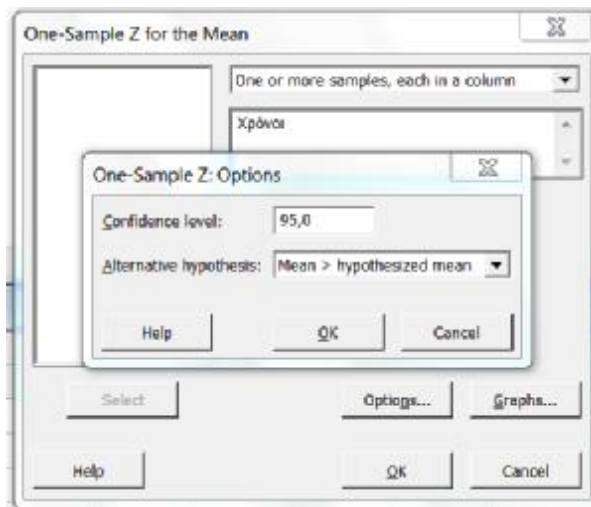 One-Sample Z for the Mean
One or more samples, each in a column
Χρόνοι
One-Sample Z: Options
Confidence level:
95,0
Alternative hypothesis:
Mean > hypothesized mean
Help
OK
Cancel
Select
Options...
Graphs...
Help
OK
Cancel